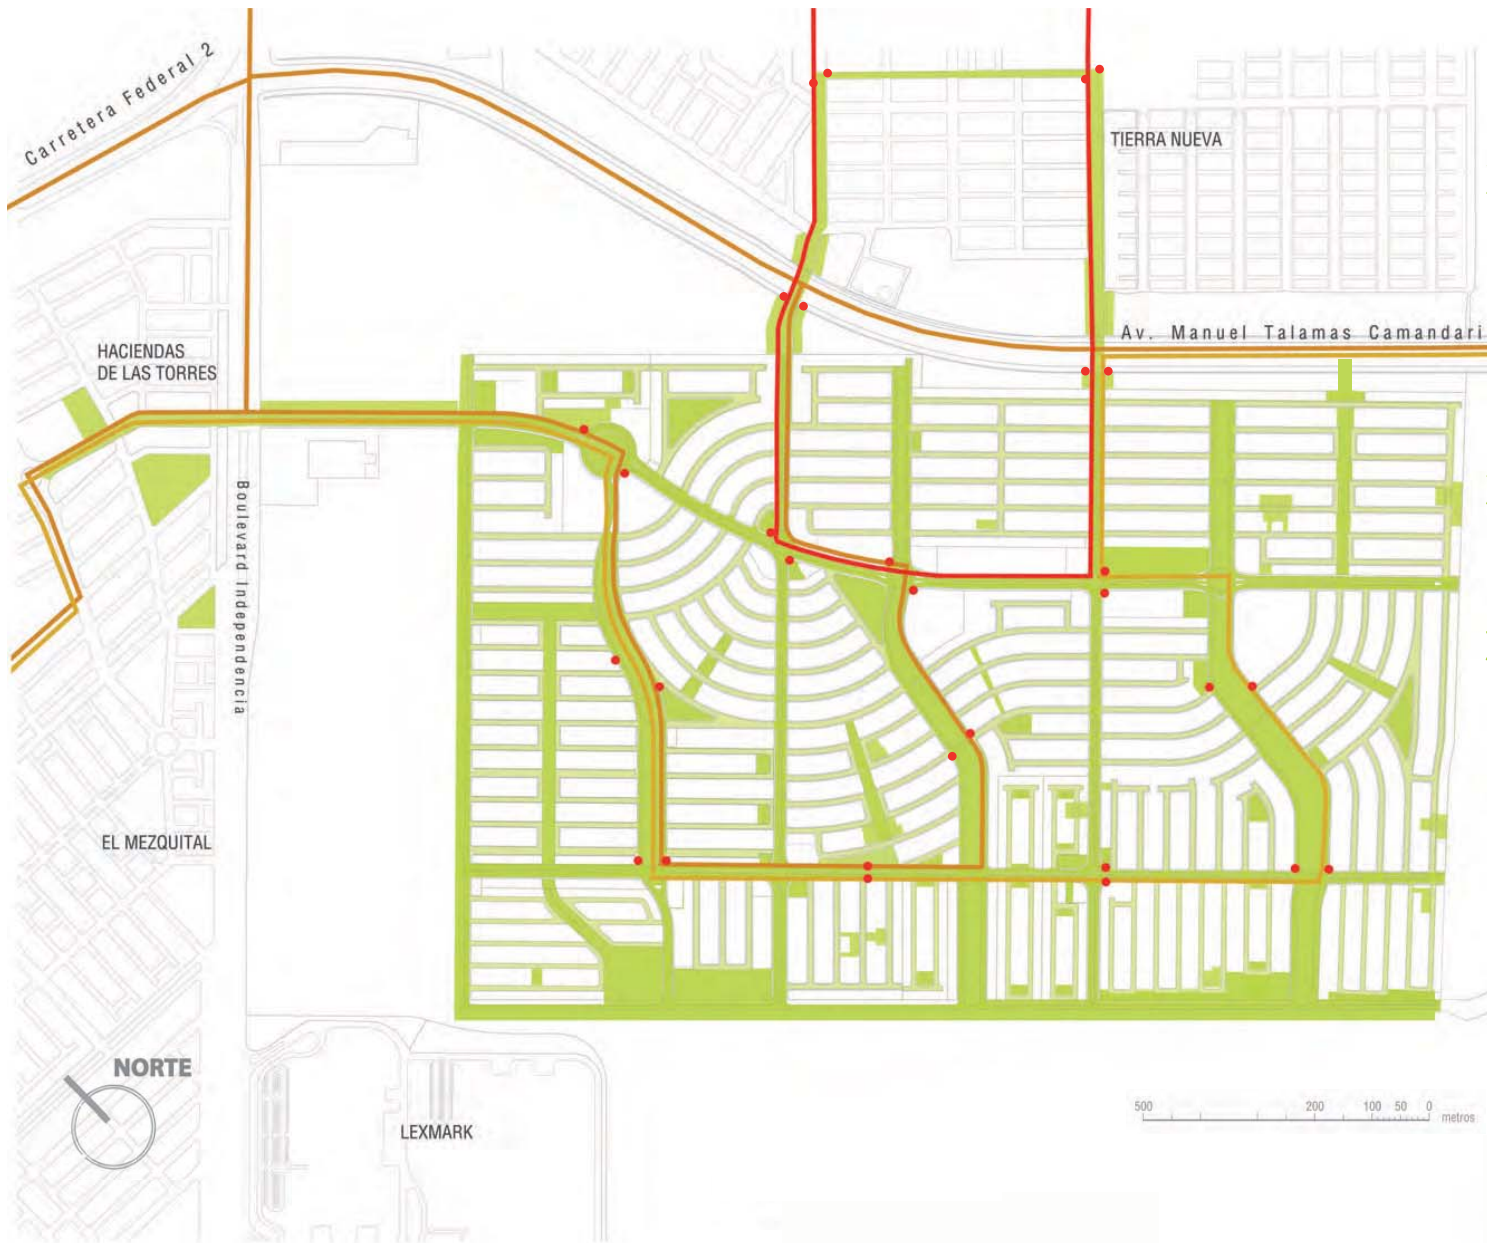 Carretera Federal 2
TIERRA NUEVA
Av. Manuel Talamas Camandari
HACIENDAS
DE LAS TORRES
Boulevard Independencia
EL MEZQUITAL
NORTE
LEXMARK
500 200 100 50 0 metros